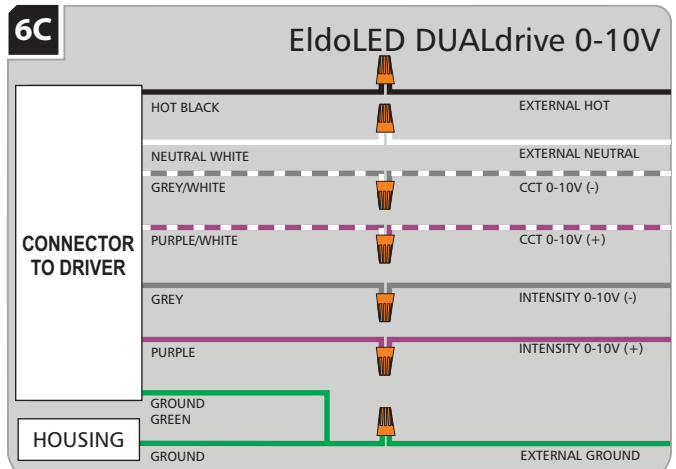 6C
EldoLED DUALdrive 0-10V
HOT BLACK
EXTERNAL HOT
NEUTRAL WHITE
EXTERNAL NEUTRAL
GREY/WHITE
CCT 0-10V (-)
CONNECTOR
TO DRIVER
PURPLE/WHITE
CCT 0-10V (+)
GREY
INTENSITY 0-10V (-)
PURPLE
INTENSITY 0-10V (+)
GROUND
GREEN
HOUSING
GROUND
EXTERNAL GROUND